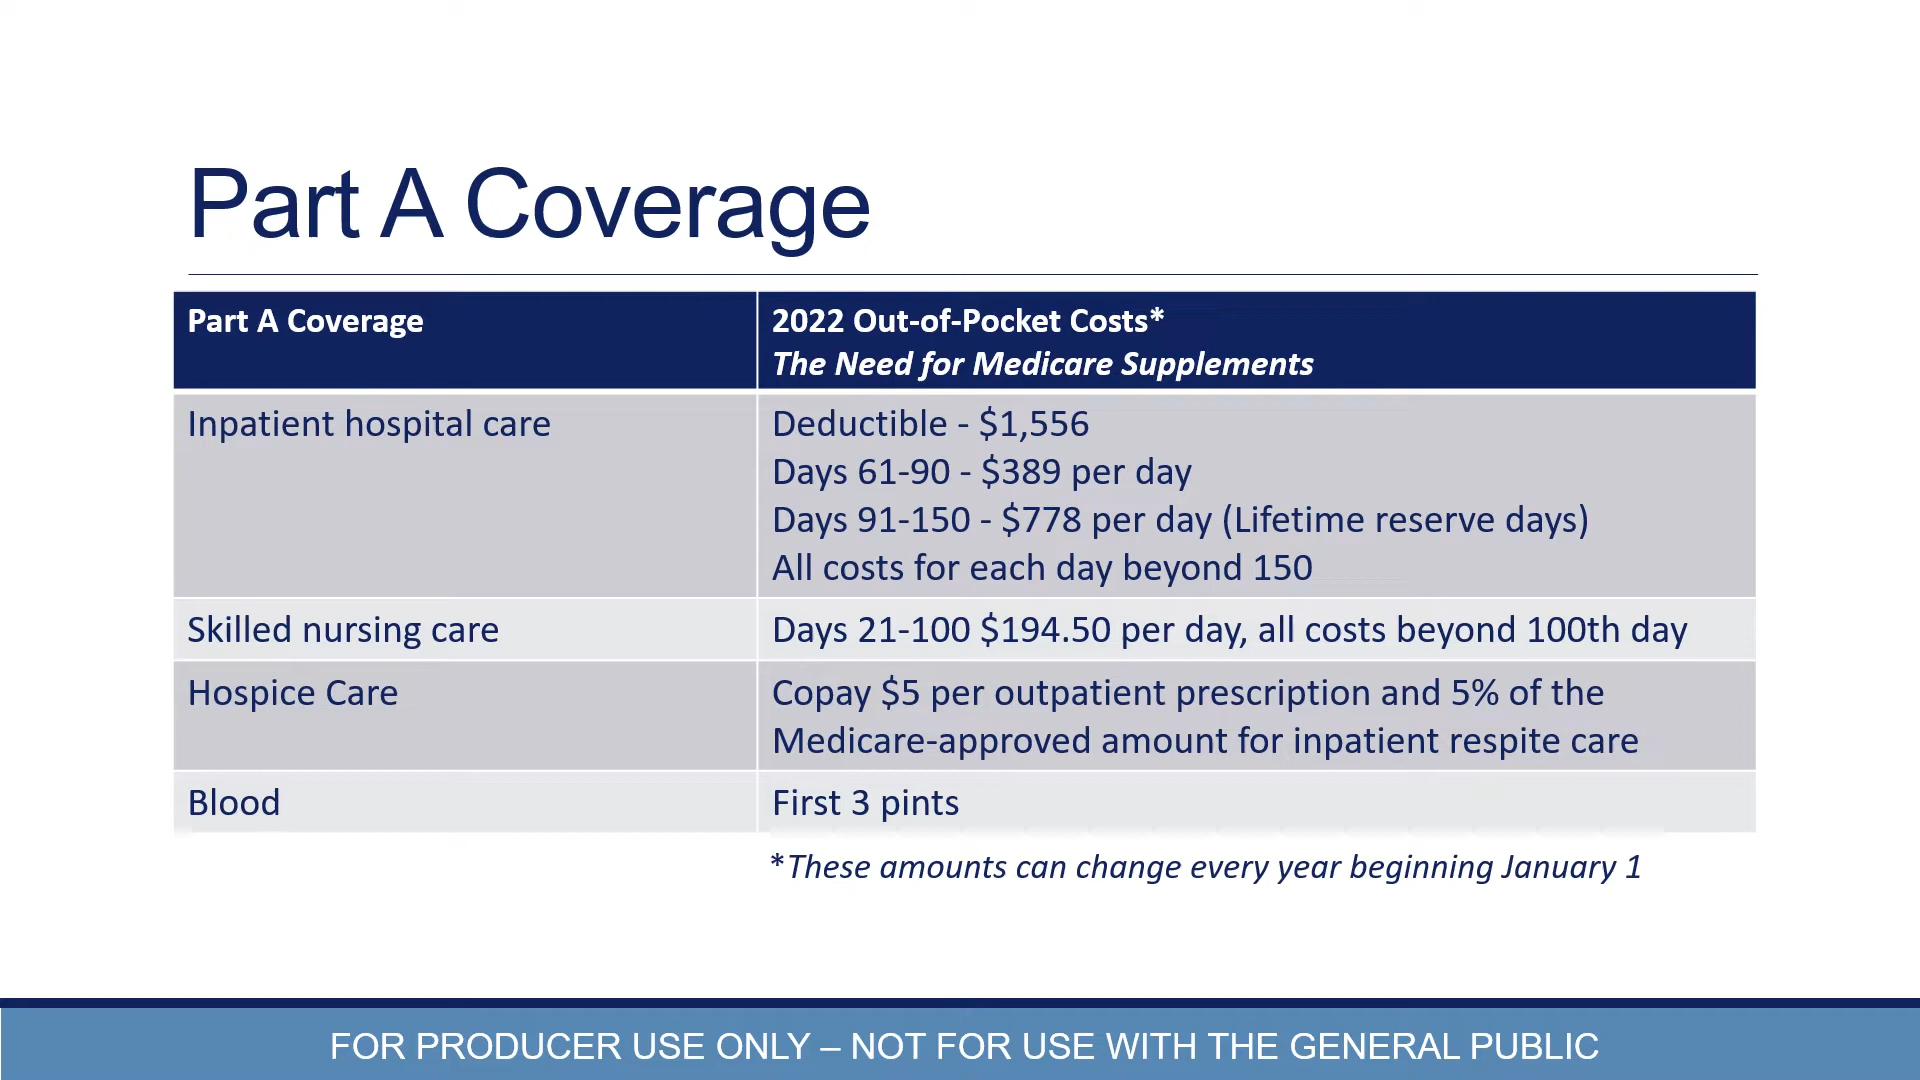 Part A Coverage
Part A Coverage
2022 Out-of-Pocket Costs*
The Need for Medicare Supplements
Inpatient hospital care
Deductible - $1,556
Days 61-90 - $389 per day
Days 91-150 - $778 per day (Lifetime reserve days)
All costs for each day beyond 150
Skilled nursing care
Days 21-100 $194.50 per day, all costs beyond 100th day
Hospice Care
Copay $5 per outpatient prescription and 5% of the
Medicare-approved amount for inpatient respite care
Blood
First 3 pints
*These amounts can change every year beginning January 1
FOR PRODUCER USE ONLY – NOT FOR USE WITH THE GENERAL PUBLIC